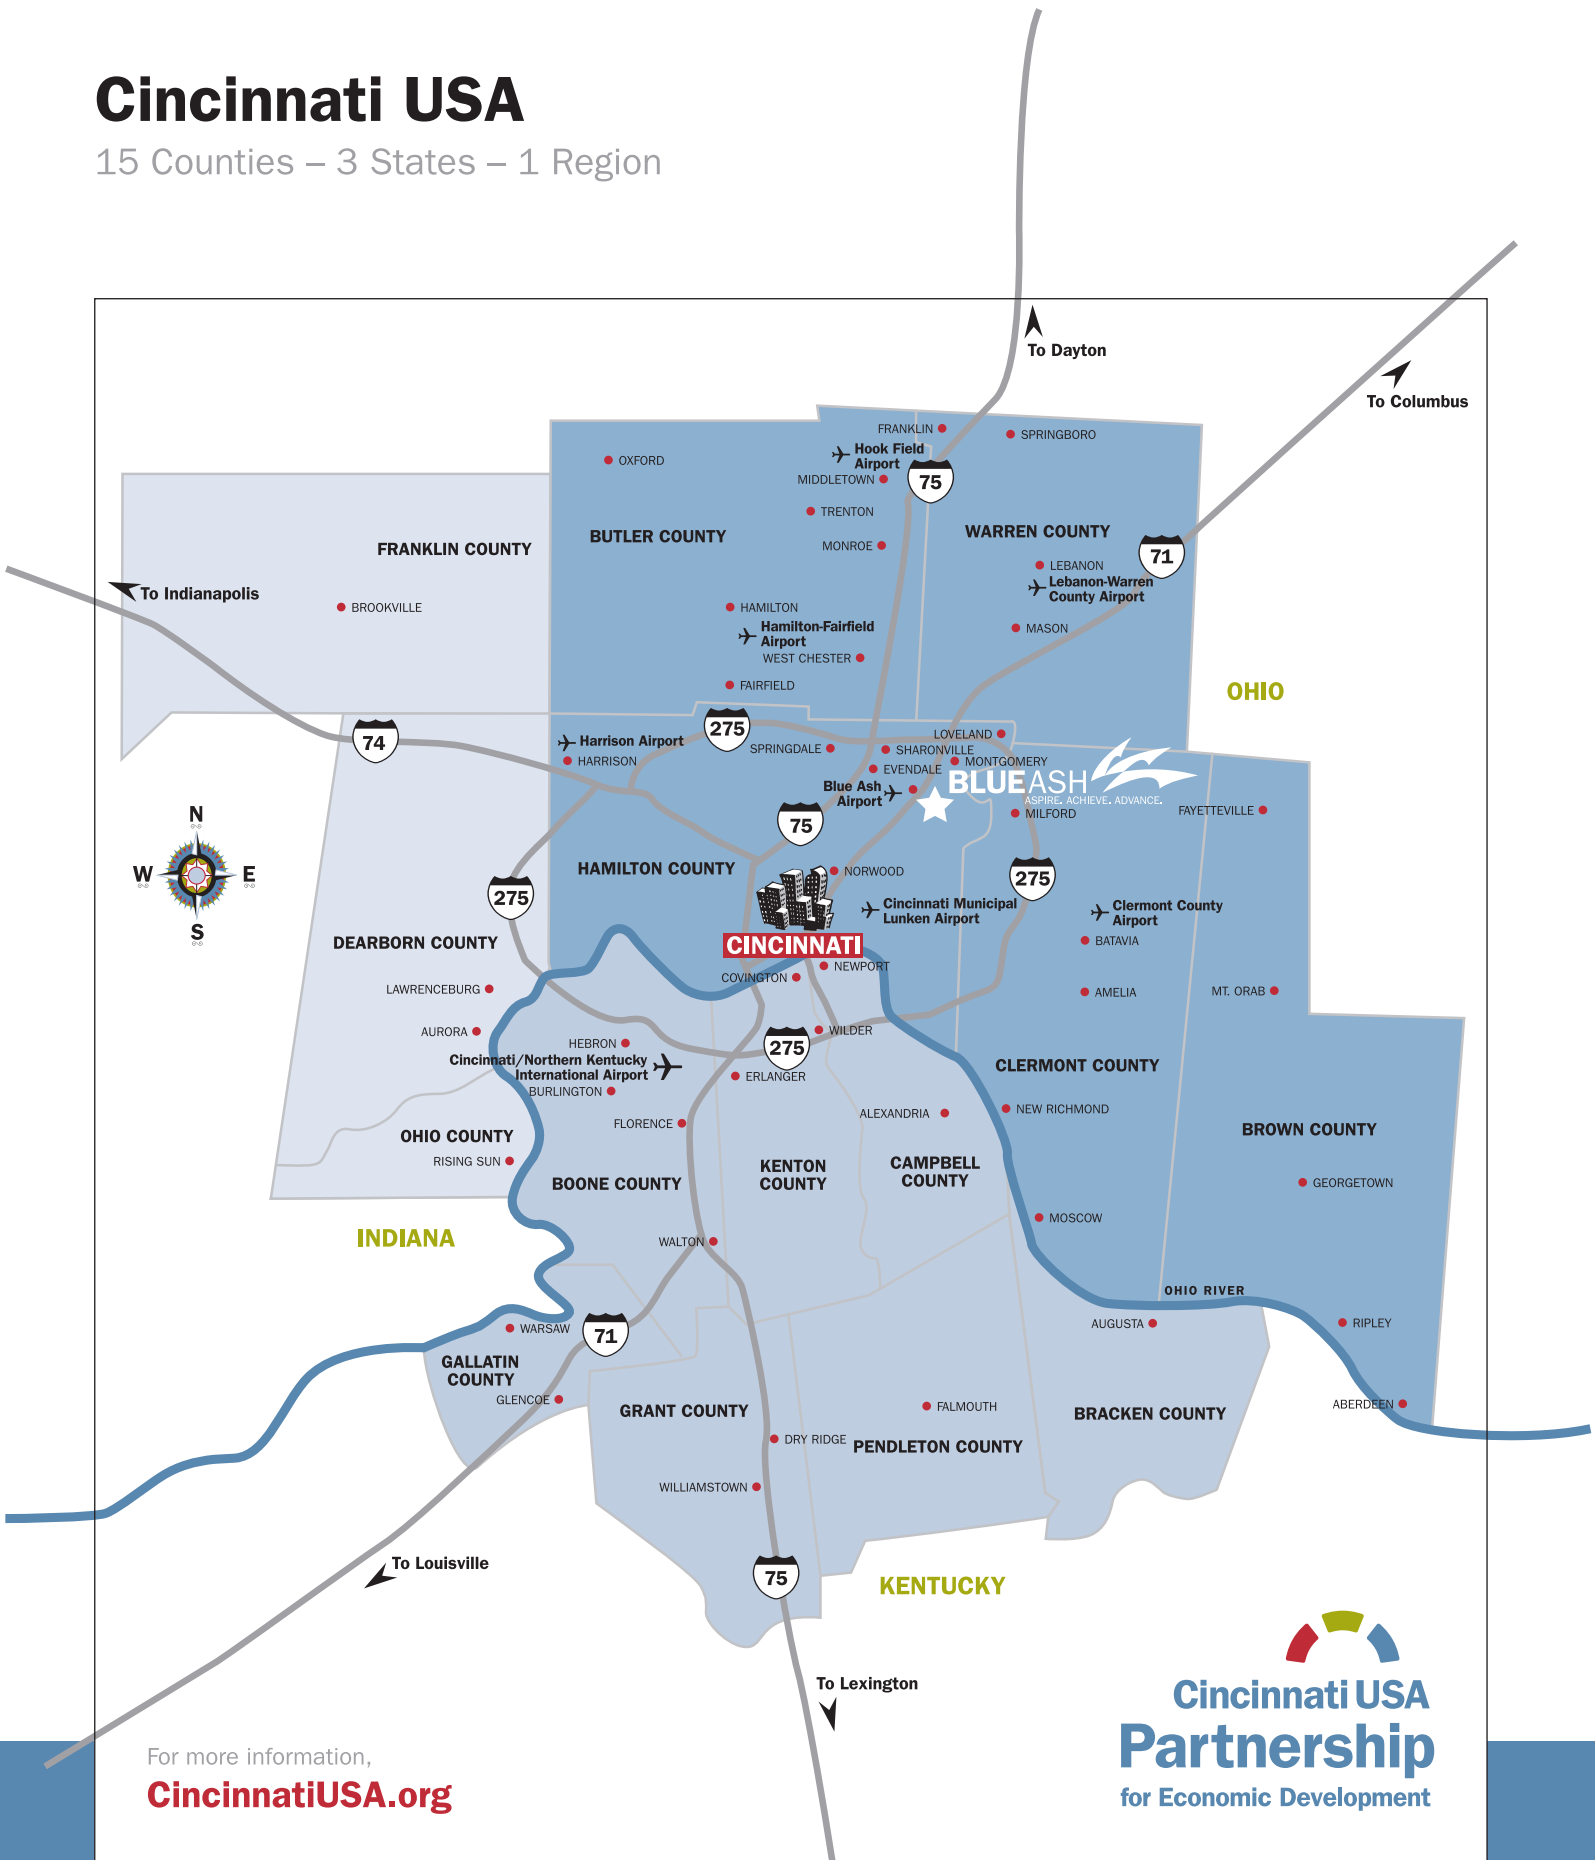 Cincinnati USA
15 Counties – 3 States – 1 Region
To Dayton
To Columbus
FRANKLIN
SPRINGBORO
Hook Field
Airport
OXFORD
MIDDLETOWN
75
TRENTON
BUTLER COUNTY
WARREN COUNTY
MONROE
FRANKLIN COUNTY
71
LEBANON
Lebanon-Warren
County Airport
To Indianapolis
BROOKVILLE
HAMILTON
Hamilton-Fairfield
Airport
MASON
WEST CHESTER
FAIRFIELD
OHIO
74
275
Harrison Airport
HARRISON
SPRINGDALE
LOVELAND
SHARONVILLE
MONTGOMERY
EVENDALE
BLUEASH
ASPIRE. ACHIEVE. ADVANCE.
Blue Ash
Airport
MILFORD
FAYETTEVILLE
75
N
W
E
S
HAMILTON COUNTY
NORWOOD
275
275
Cincinnati Municipal
Lunken Airport
Clermont County
Airport
CINCINNATI
DEARBORN COUNTY
BATAVIA
NEWPORT
COVINGTON
LAWRENCEBURG
AMELIA
MT. ORAB
AURORA
WILDER
HEBRON
275
Cincinnati/Northern Kentucky
International Airport
CLERMONT COUNTY
ERLANGER
BURLINGTON
ALEXANDRIA
NEW RICHMOND
FLORENCE
BROWN COUNTY
OHIO COUNTY
RISING SUN
BOONE COUNTY
KENTON
COUNTY
CAMPBELL
COUNTY
GEORGETOWN
MOSCOW
INDIANA
WALTON
OHIO RIVER
WARSAW
71
AUGUSTA
RIPLEY
GALLATIN
COUNTY
GLENCOE
GRANT COUNTY
FALMOUTH
BRACKEN COUNTY
ABERDEEN
DRY RIDGE
PENDLETON COUNTY
WILLIAMSTOWN
To Louisville
75
KENTUCKY
To Lexington
Cincinnati USA
Partnership
for Economic Development
For more information,
CincinnatiUSA.org